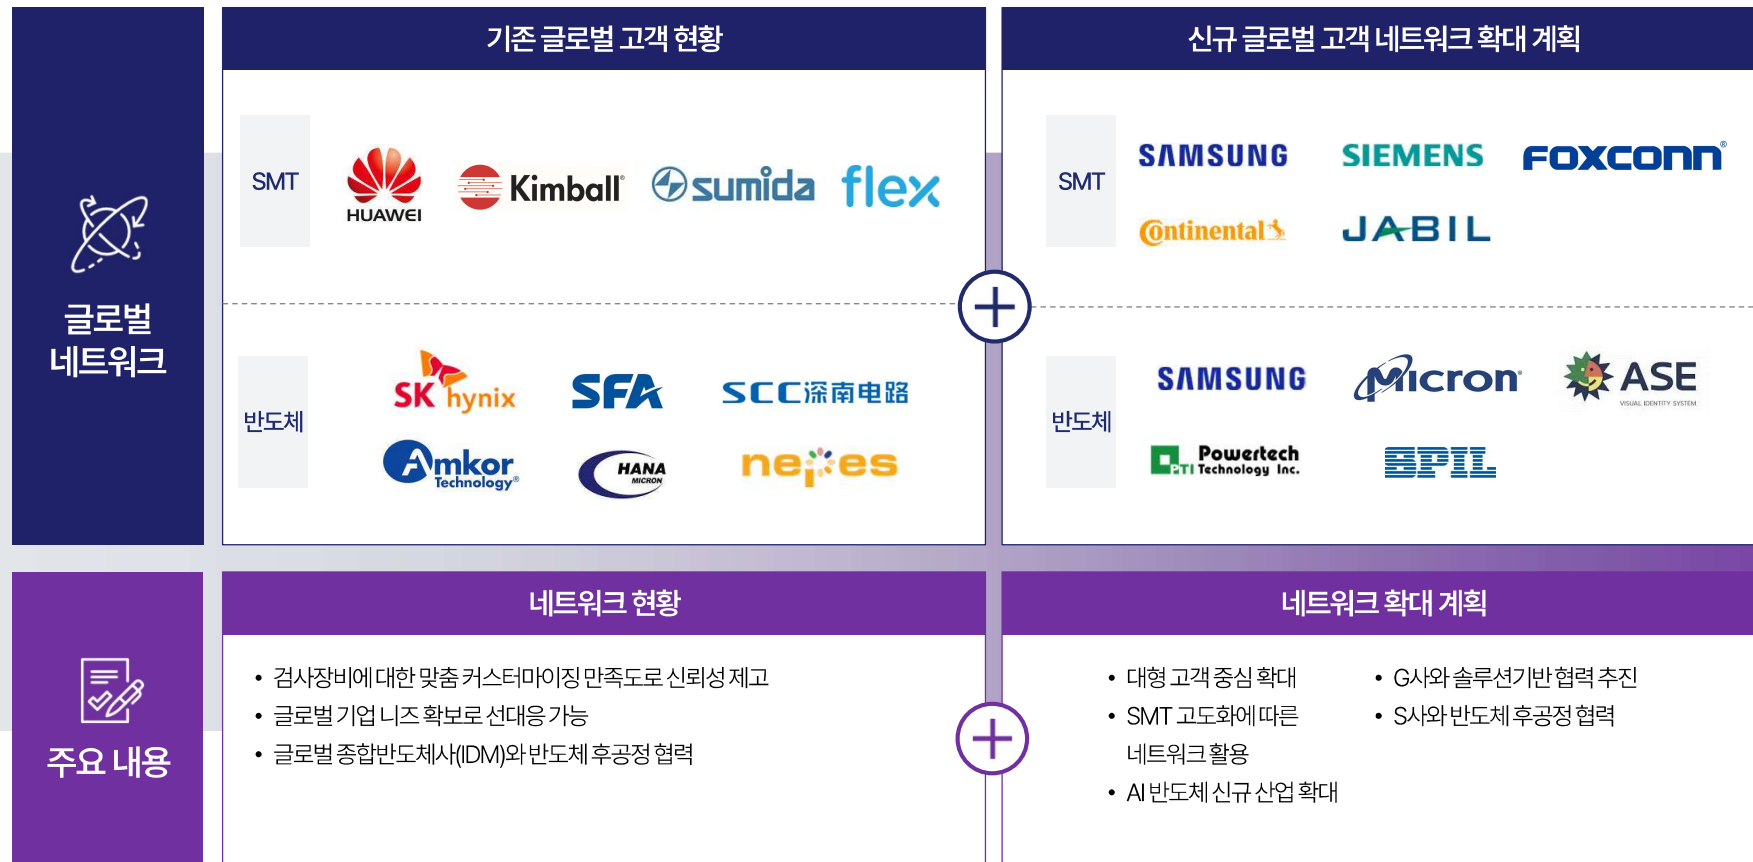 글로벌
네트워크
기존 글로벌 고객 현황
SMT
HUAWEI
Kimball®
sumida
flex
반도체
SK hynix
SFA
SCC深南电路
Amkor
Technology®
HANA
MICRON
nepes
신규 글로벌 고객 네트워크 확대 계획
SMT
SAMSUNG
SIEMENS
FOXCONN®
Continental
JABIL
반도체
SAMSUNG
Micron®
ASE
VISUAL IDENTITY SYSTEM
PTI
Powertech
Technology Inc.
SPIL
주요 내용
네트워크 현황
• 검사장비에 대한 맞춤 커스터마이징 만족도로 신뢰성 제고
• 글로벌 기업 니즈 확보로 선대응 가능
• 글로벌 종합반도체사(IDM)와 반도체 후공정 협력
네트워크 확대 계획
• 대형 고객 중심 확대
• SMT 고도화에 따른
네트워크 활용
• AI 반도체 신규 산업 확대
• G사와 솔루션기반 협력 추진
• S사와 반도체 후공정 협력